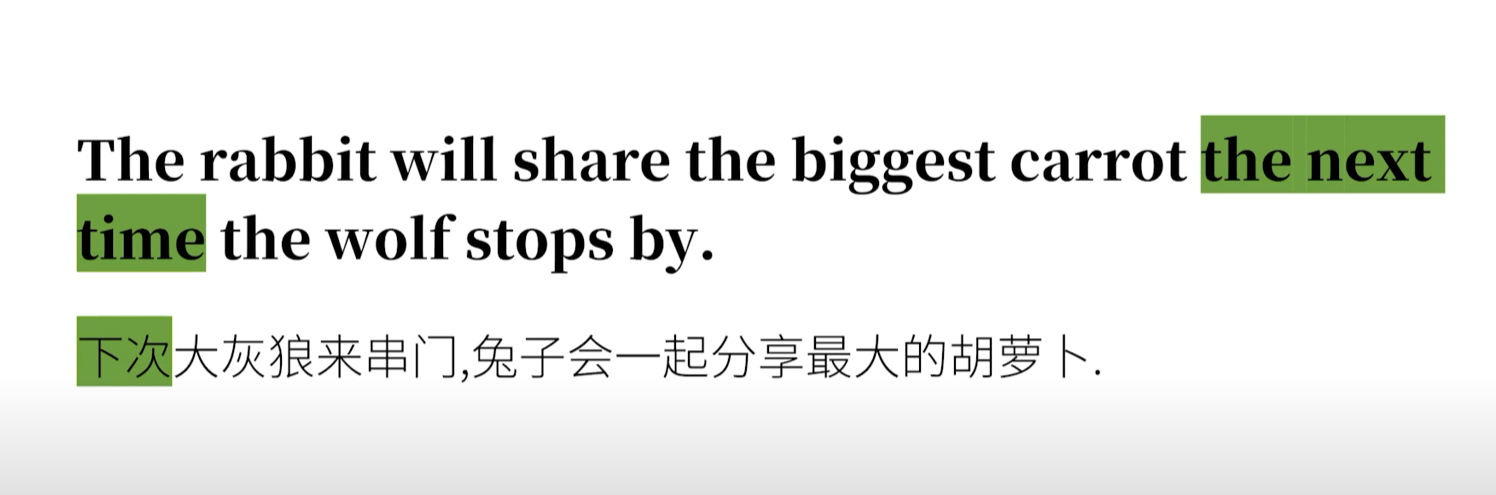 The rabbit will share the biggest carrot the next
time the wolf stops by.
下次大灰狼来串门,兔子会一起分享最大的胡萝卜.